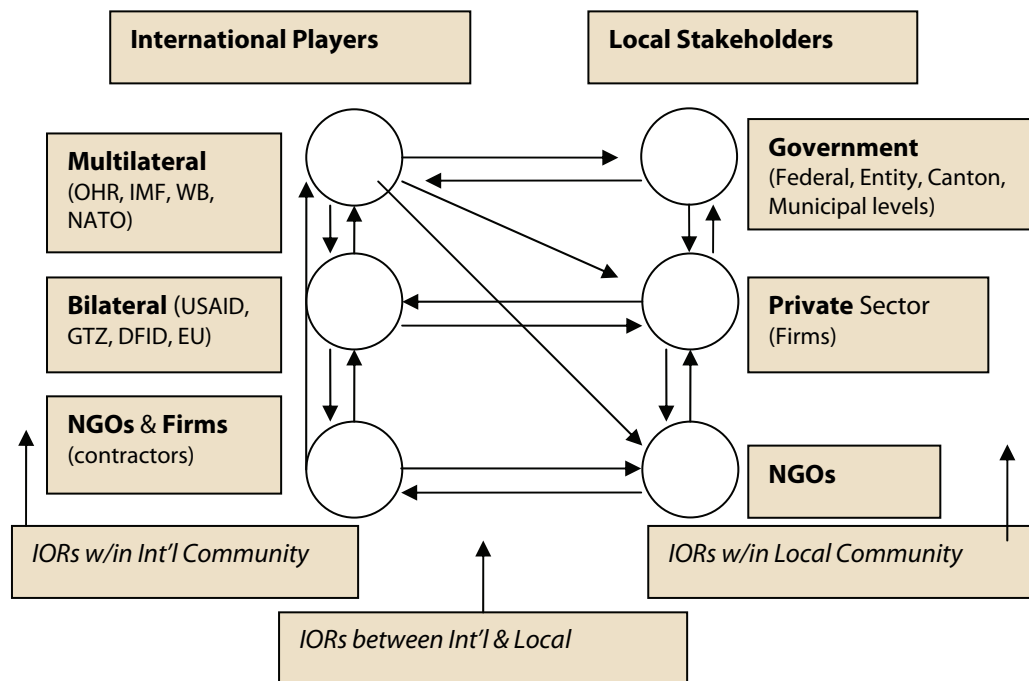 International Players
Local Stakeholders
Multilateral
(OHR, IMF, WB,
NATO)
Government
(Federal, Entity, Canton,
Municipal levels)
Bilateral (USAID,
GTZ, DFID, EU)
Private Sector
(Firms)
NGOs & Firms
(contractors)
NGOs
IORs w/in Int’l Community
IORs w/in Local Community
IORs between Int’l & Local